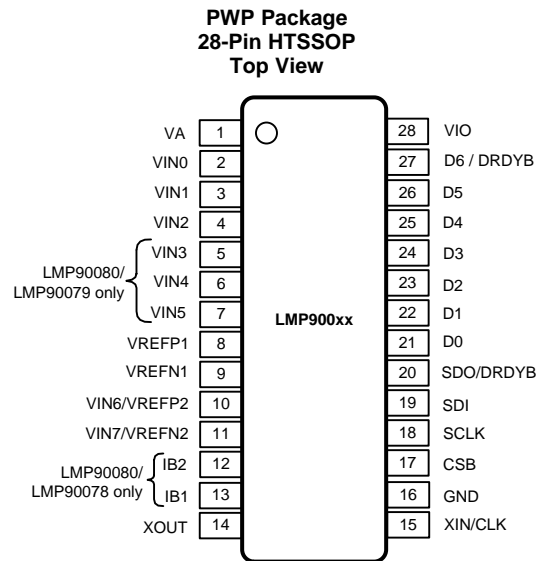 PWP Package
28-Pin HTSSOP
Top View
VA 1
VIN0 2
VIN1 3
VIN2 4
VIN3 5
VIN4 6
VIN5 7
LMP90080/
LMP90079 only
VREFP1 8
VREFN1 9
VIN6/VREFP2 10
VIN7/VREFN2 11
IB2 12
IB1 13
LMP90080/
LMP90078 only
XOUT 14
LMP900xx
28 VIO
27 D6 / DRDYB
26 D5
25 D4
24 D3
23 D2
22 D1
21 D0
20 SDO/DRDYB
19 SDI
18 SCLK
17 CSB
16 GND
15 XIN/CLK